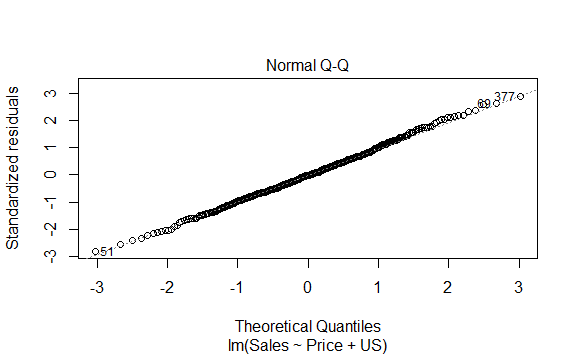 Normal Q-Q
Standardized residuals
3
2
1
0
-1
-2
-3
69 377
51
-3 -2 -1 0 1 2 3
Theoretical Quantiles
lm(Sales ~ Price + US)